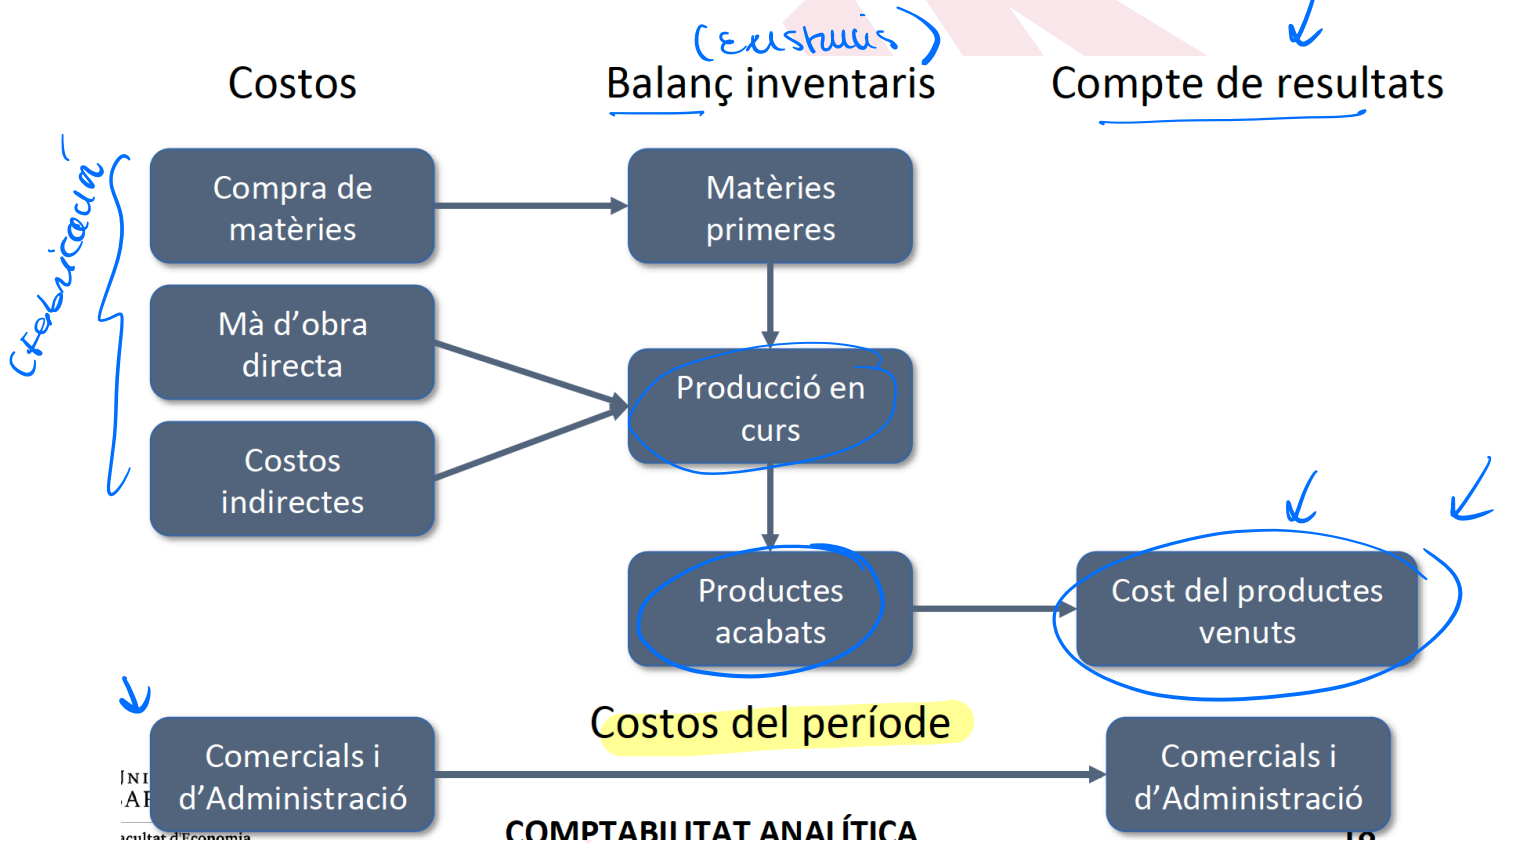 (Existències)
Costos
Balanç inventaris
Compte de resultats
(Fabricació
Compra de
matèries
Matèries
primeres
Mà d'obra
directa
Producció en
curs
Costos
indirectes
Productes
acabats
Cost del productes
venuts
Costos del període
Comercials i
d'Administració
Comercials i
d'Administració
COMPTABILITAT ANALÍTICA